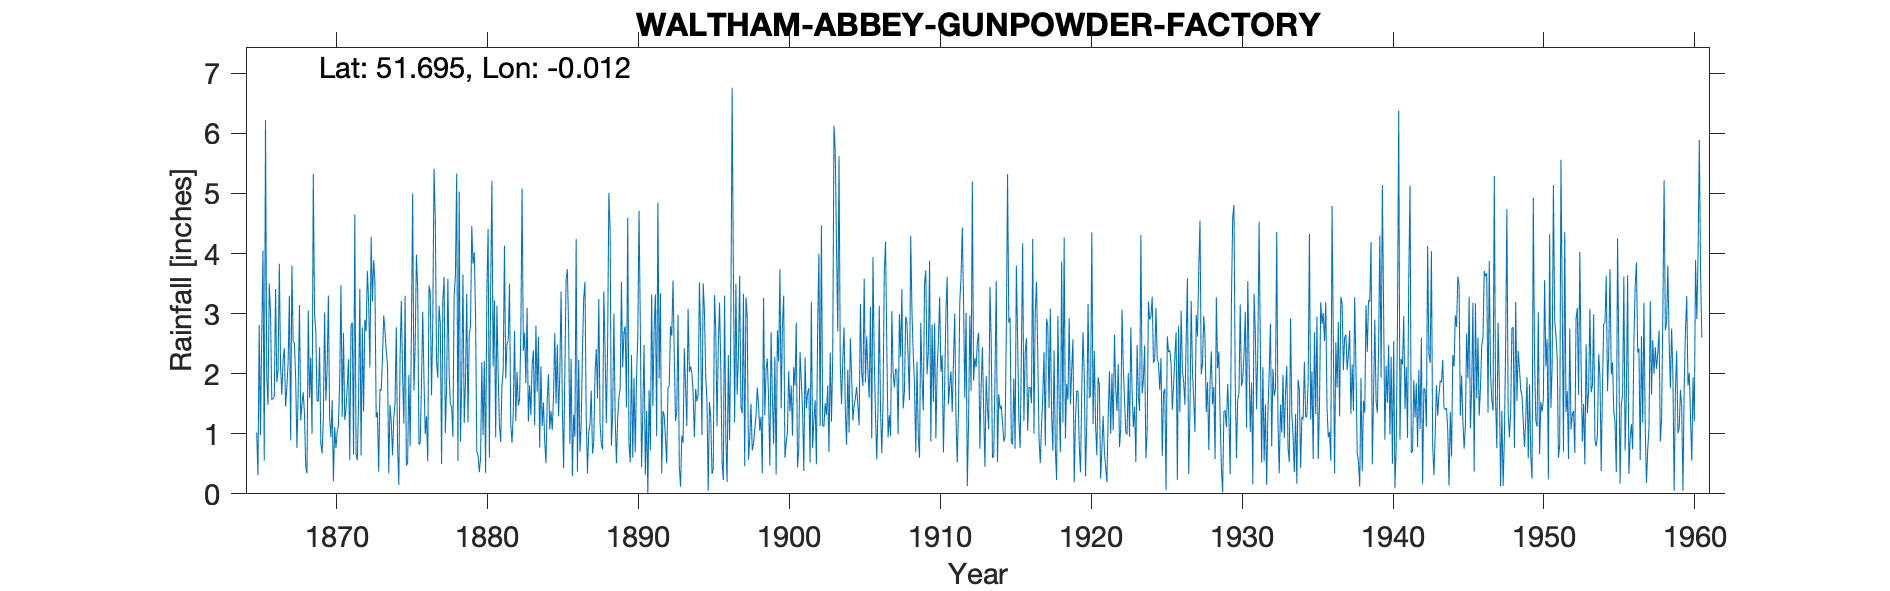 WALTHAM-ABBEY-GUNPOWDER-FACTORY
Lat: 51.695, Lon: -0.012
7
6
5
4
3
2
1
0
Rainfall [inches]
1870 1880 1890 1900 1910 1920 1930 1940 1950 1960
Year